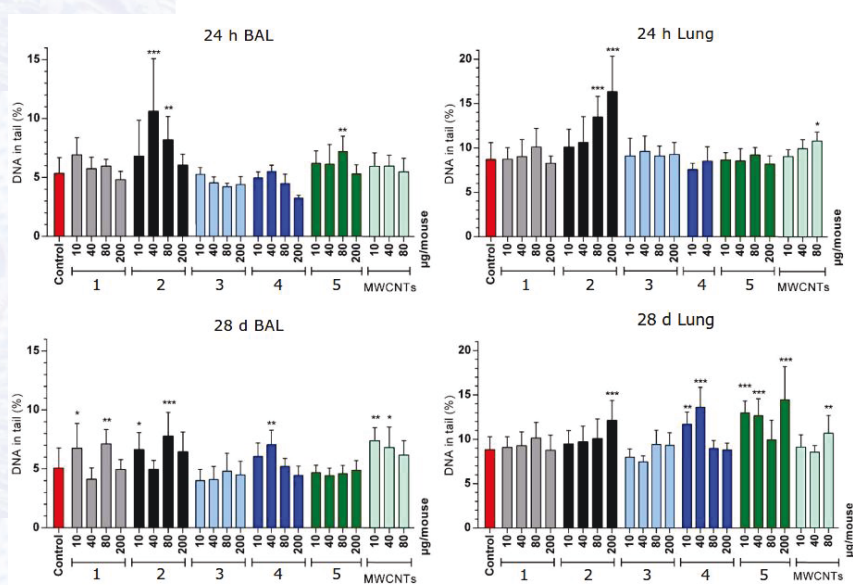 24 h BAL
DNA in tail (%)
15
10
5
0
*** ** **
Control 10 40 80 200 10 40 80 200 10 40 80 200 10 40 80 200 10 40 80 200 10 40 80
µg/mouse
1 2 3 4 5 MWCNTs
24 h Lung
DNA in tail (%)
20
15
10
5
0
*** *** *
Control 10 40 80 200 10 40 80 200 10 40 80 200 10 40 10 40 80 200 10 40 80
µg/mouse
1 2 3 4 5 MWCNTs
28 d BAL
DNA in tail (%)
15
10
5
0
* ** * *** ** ** *
Control 10 40 80 200 10 40 80 200 10 40 80 200 10 40 80 200 10 40 80 200 10 40 80
µg/mouse
1 2 3 4 5 MWCNTs
28 d Lung
DNA in tail (%)
20
15
10
5
0
*** ** *** *** *** *** **
Control 10 40 80 200 10 40 80 200 10 40 80 200 10 40 80 200 10 40 80 200 10 40 80
µg/mouse
1 2 3 4 5 MWCNTs